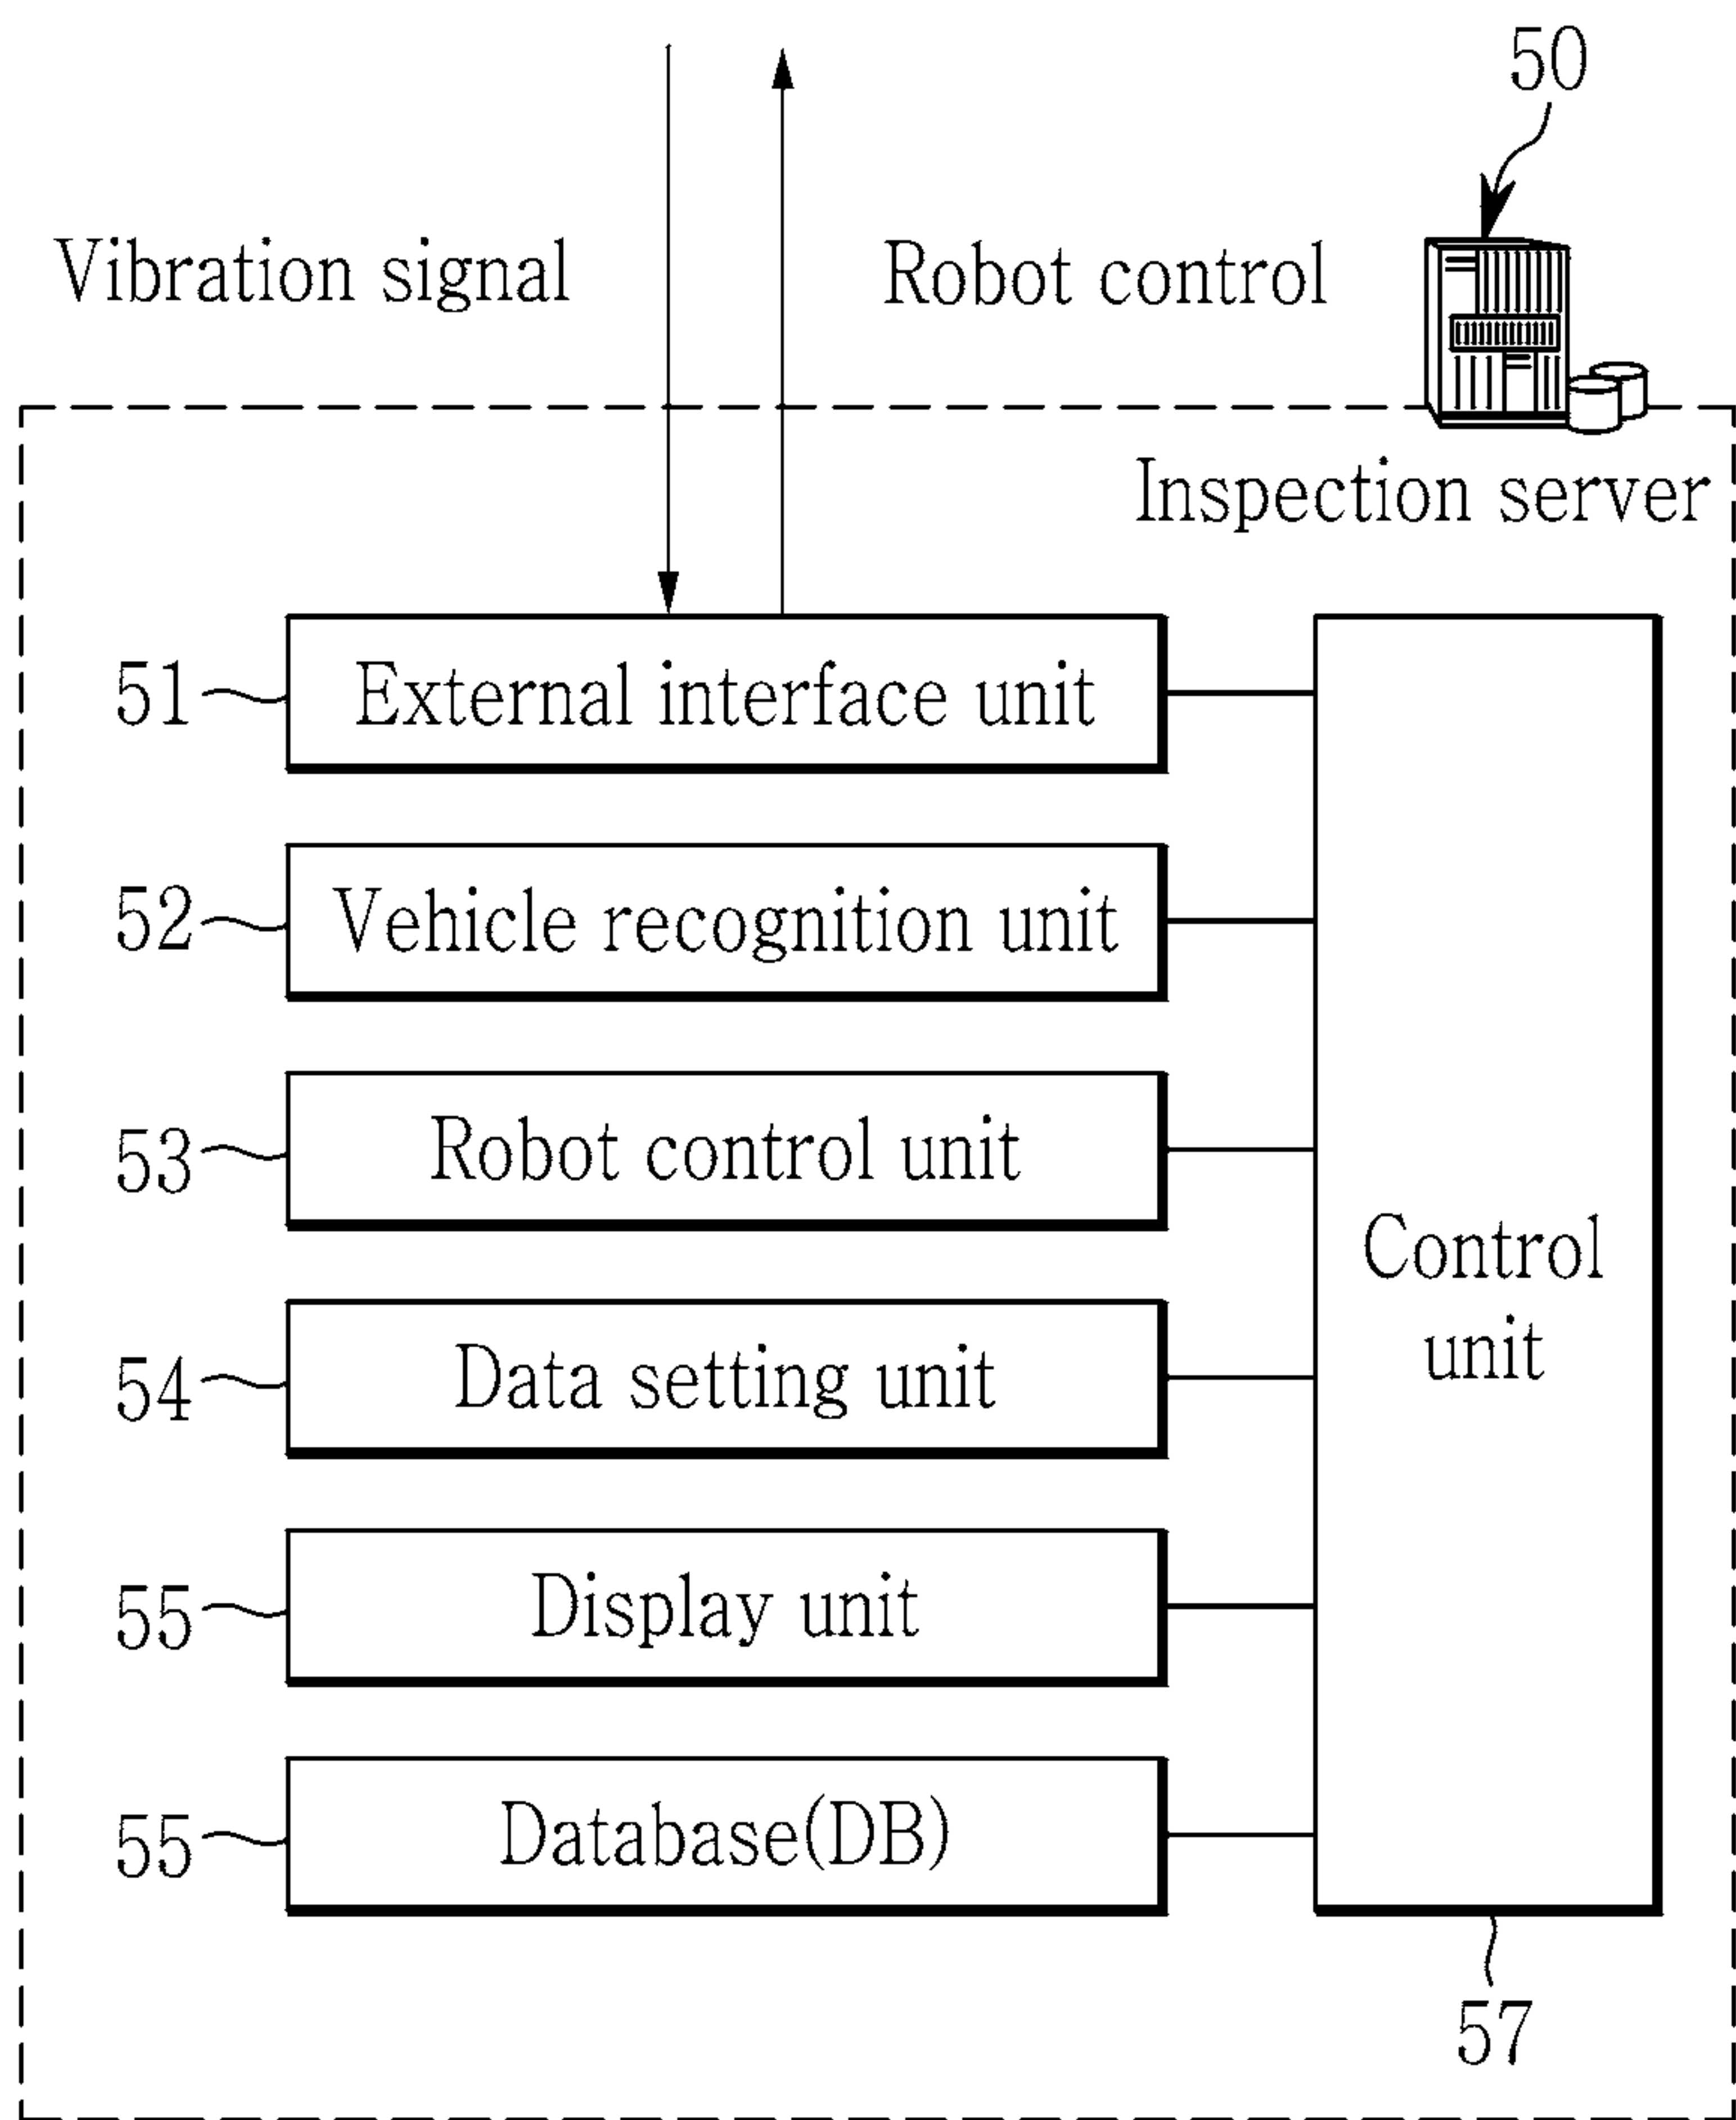 50
Vibration signal
Robot control
Inspection server
51
External interface unit
52
Vehicle recognition unit
53
Robot control unit
54
Data setting unit
55
Display unit
55
Database(DB)
Control
unit
57